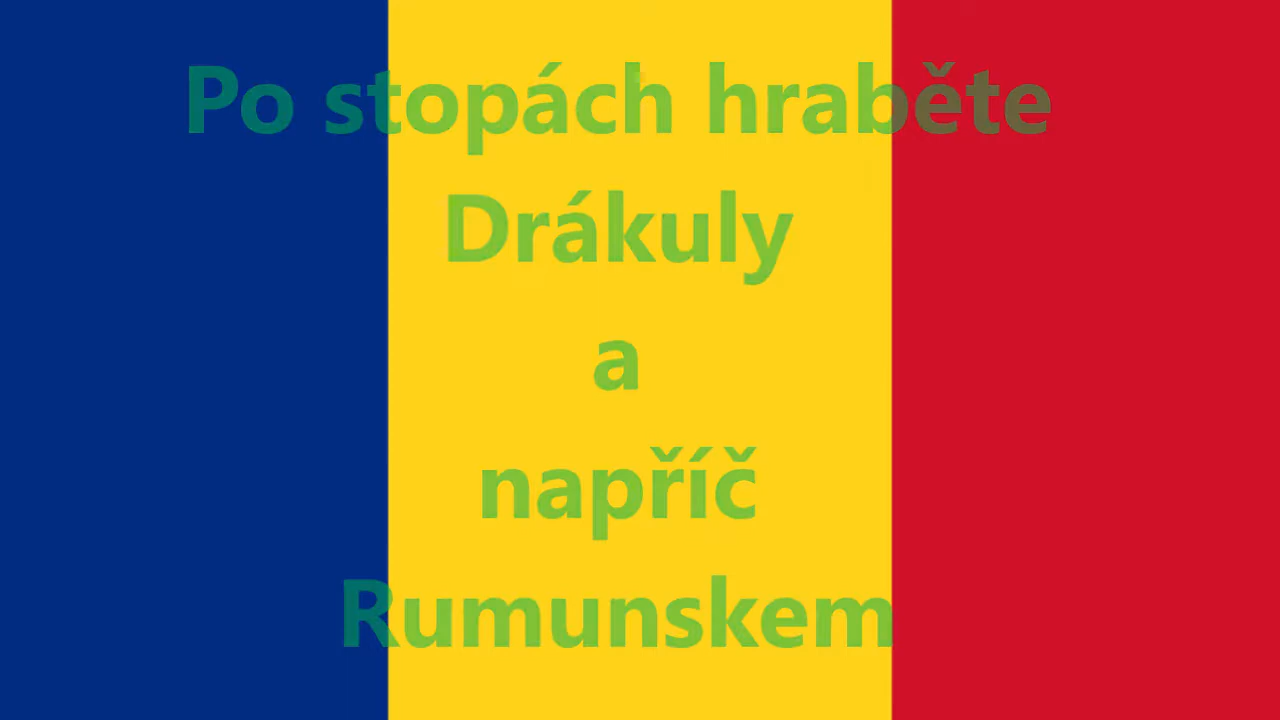 Po stopách hraběte
Drákuly
a
napříč
Rumunskem